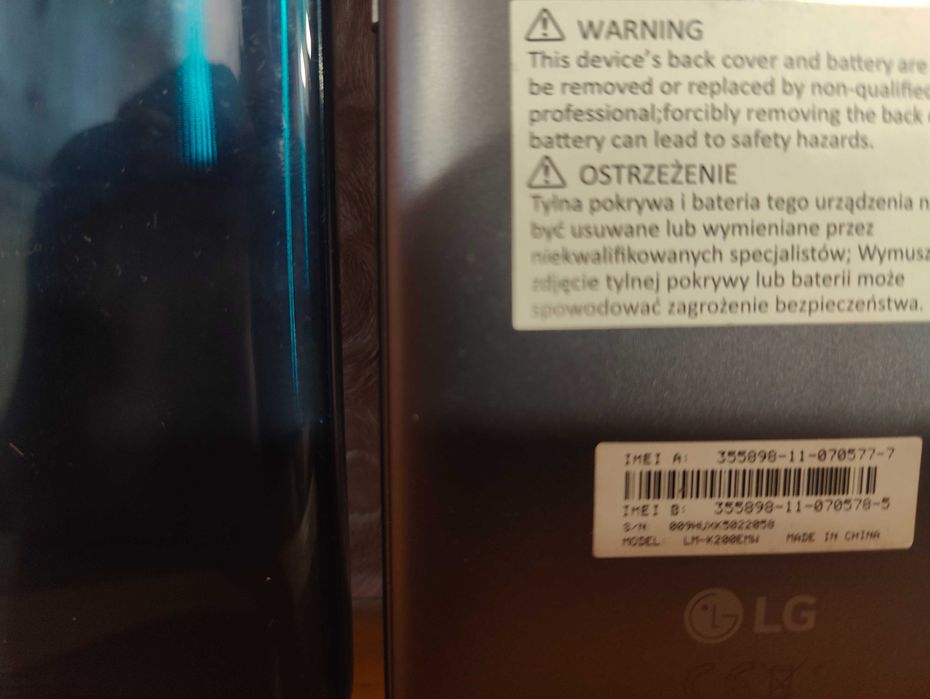 WARNING
This device's back cover and battery are
be removed or replaced by non-qualified
professional;forcibly removing the back
battery can lead to safety hazards.
OSTRZEŻENIE
Tylna pokrywa i bateria tego urządzenia
być usuwane lub wymieniane przez
niekwalifikowanych specjalistów; Wymusz
zdjęcie tylnej pokrywy lub baterii może
spowodować zagrożenie bezpieczeństwa.
IMEI A: 355898-11-070577-7
IMEI B: 355898-11-070578-5
S/N: 009HUXK5022058
MODEL: LM-K200EMW MADE IN CHINA
LG